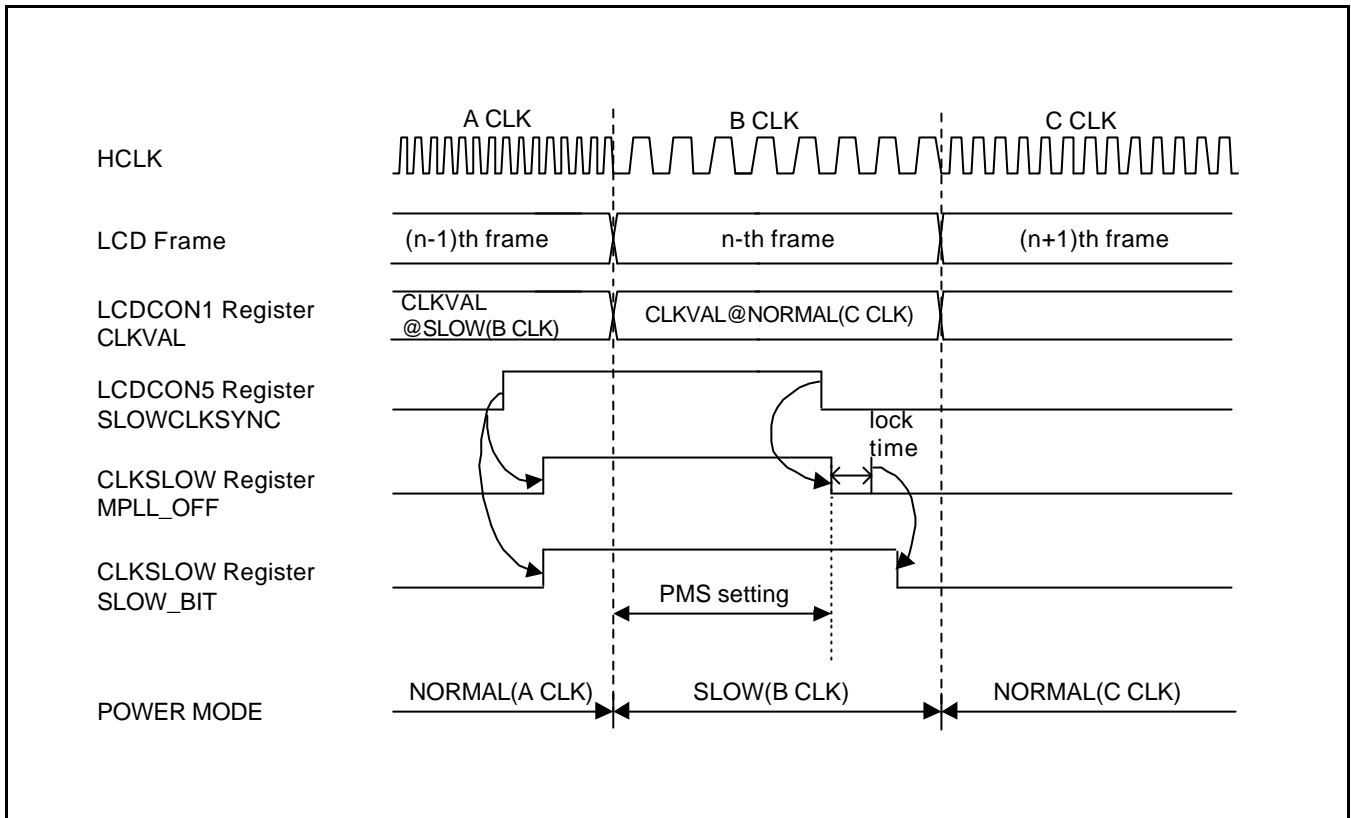 A CLK B CLK C CLK
HCLK
LCD Frame (n-1)th frame n-th frame (n+1)th frame
LCDCON1 Register
CLKVAL
CLKVAL
@SLOW(B CLK)
CLKVAL@NORMAL(C CLK)
LCDCON5 Register
SLOWCLKSYNC
lock
time
CLKSLOW Register
MPLL_OFF
CLKSLOW Register
SLOW_BIT
PMS setting
POWER MODE NORMAL(A CLK) SLOW(B CLK) NORMAL(C CLK)